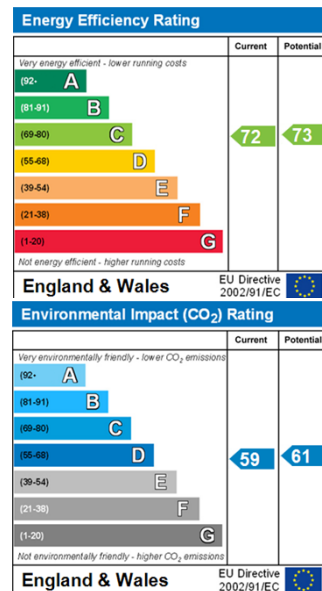 Energy Efficiency Rating
Current Potential
Very energy efficient - lower running costs
(92- A
(81-91) B
(69-80) C
72 73
(55-68) D
(39-54) E
(21-38) F
(1-20) G
Not energy efficient - higher running costs
England & Wales
EU Directive
2002/91/EC
Environmental Impact (CO₂) Rating
Current Potential
Very environmentally friendly - lower CO₂ emissions
(92- A
(81-91) B
(69-80) C
(55-68) D
59 61
(39-54) E
(21-38) F
(1-20) G
Not environmentally friendly - higher CO₂ emissions
England & Wales
EU Directive
2002/91/EC